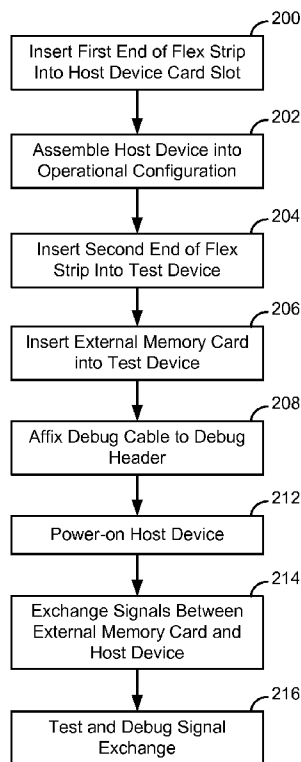 200
Insert First End of Flex Strip
Into Host Device Card Slot
202
Assemble Host Device into
Operational Configuration
204
Insert Second End of Flex
Strip Into Test Device
206
Insert External Memory Card
into Test Device
208
Affix Debug Cable to Debug
Header
212
Power-on Host Device
214
Exchange Signals Between
External Memory Card and
Host Device
216
Test and Debug Signal
Exchange